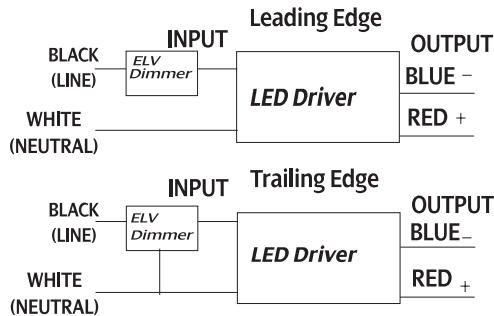 Leading Edge
INPUT
OUTPUT
BLACK
(LINE)
ELV
Dimmer
LED Driver
BLUE -
RED +
WHITE
(NEUTRAL)
Trailing Edge
INPUT
OUTPUT
BLACK
(LINE)
ELV
Dimmer
LED Driver
BLUE -
RED +
WHITE
(NEUTRAL)